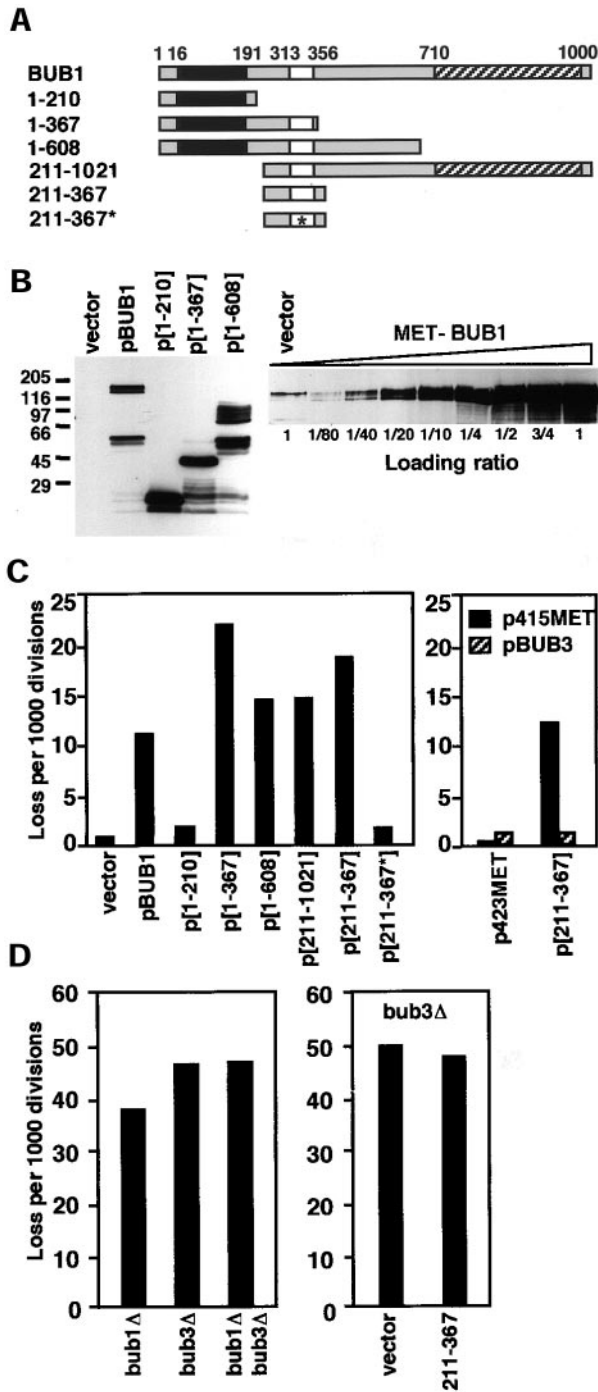 A
1 16 191 313 356 710 1000
BUB1
1-210
1-367
1-608
211-1021
211-367
211-367*
*
B
vector
pBUB1
p[1-210]
p[1-367]
p[1-608]
205
116
97
66
45
29
vector
MET- BUB1
1 1/80 1/40 1/20 1/10 1/4 1/2 3/4 1
Loading ratio
C
Loss per 1000 divisions
25
20
15
10
5
0
vector
pBUB1
p[1-210]
p[1-367]
p[1-608]
p[211-1021]
p[211-367]
p[211-367*]
25
20
15
10
5
0
p415MET
pBUB3
p423MET
p[211-367]
D
Loss per 1000 divisions
60
50
40
30
20
10
0
bub1Δ
bub3Δ
bub1Δ
bub3Δ
60
50
40
30
20
10
0
bub3Δ
vector
211-367